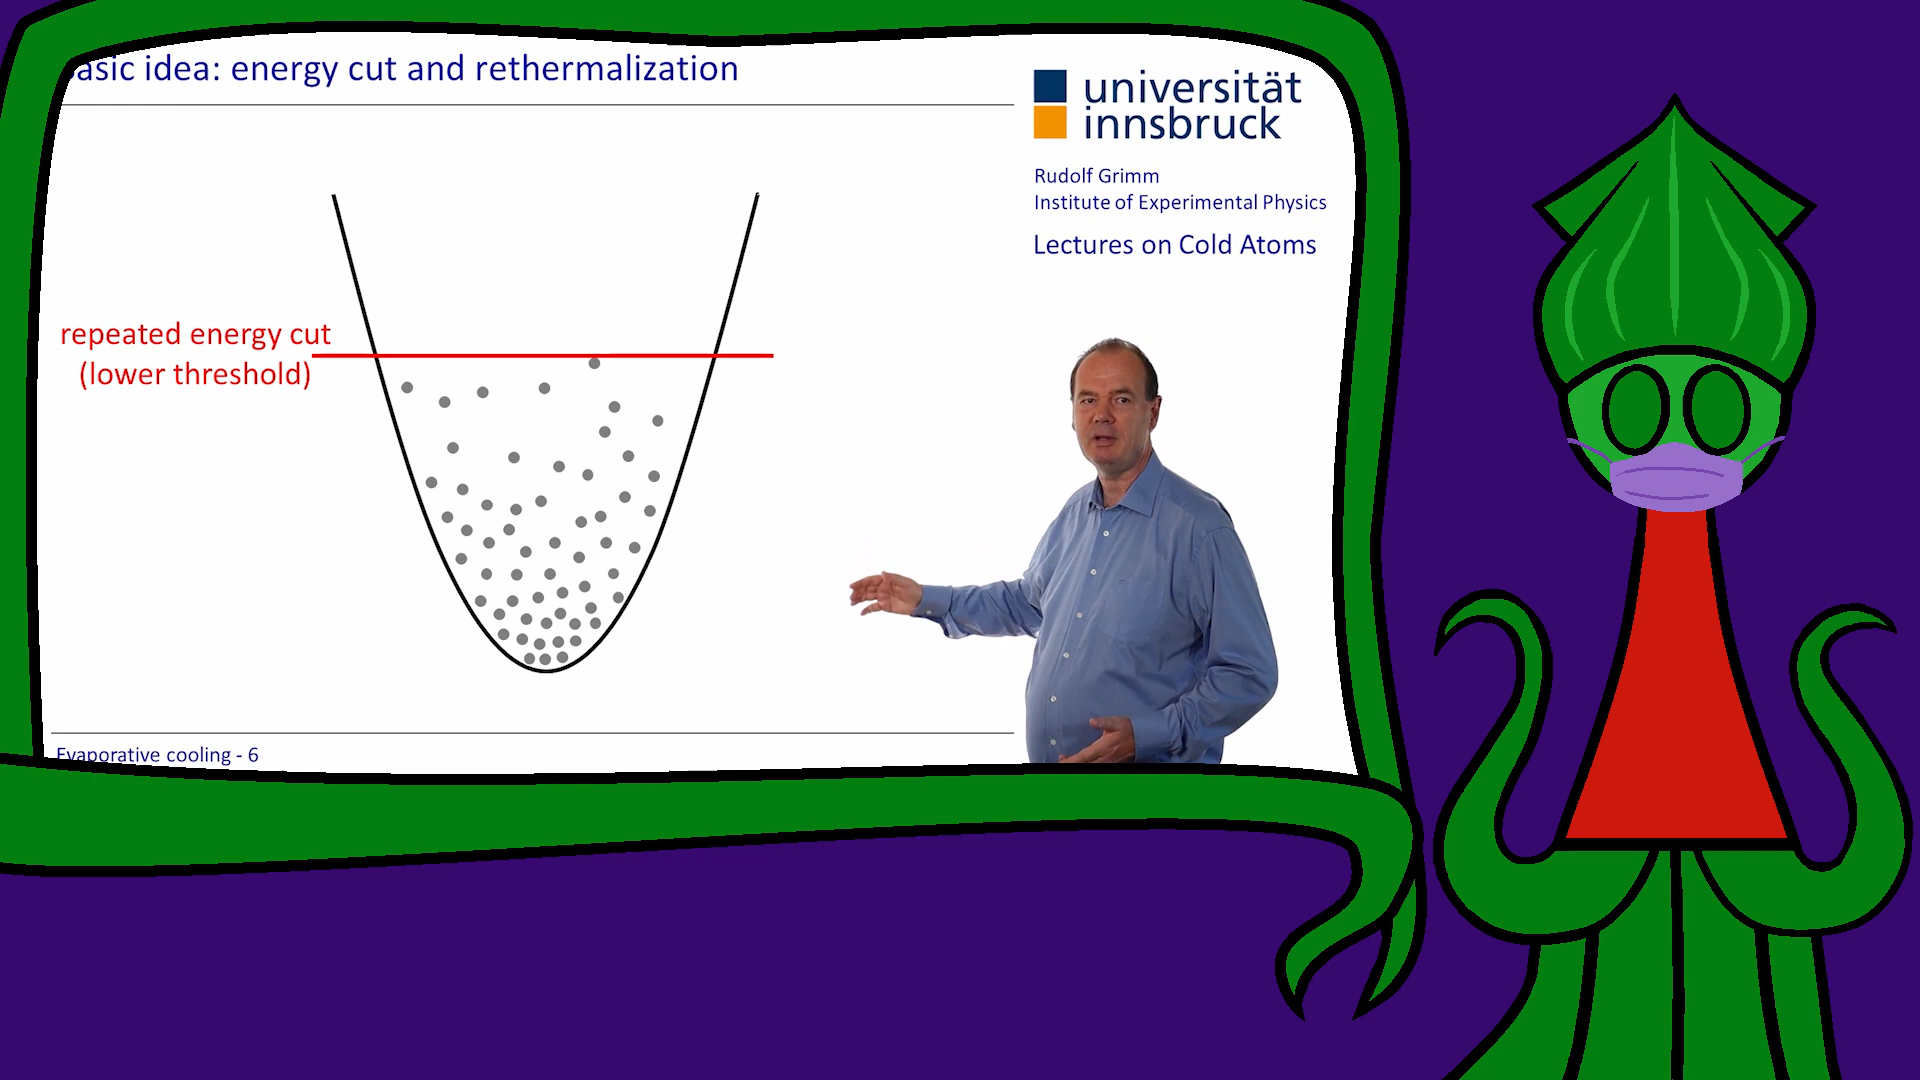 asic idea: energy cut and rethermalization
universität
innsbruck
Rudolf Grimm
Institute of Experimental Physics
Lectures on Cold Atoms
repeated energy cut
(lower threshold)
Evaporative cooling - 6